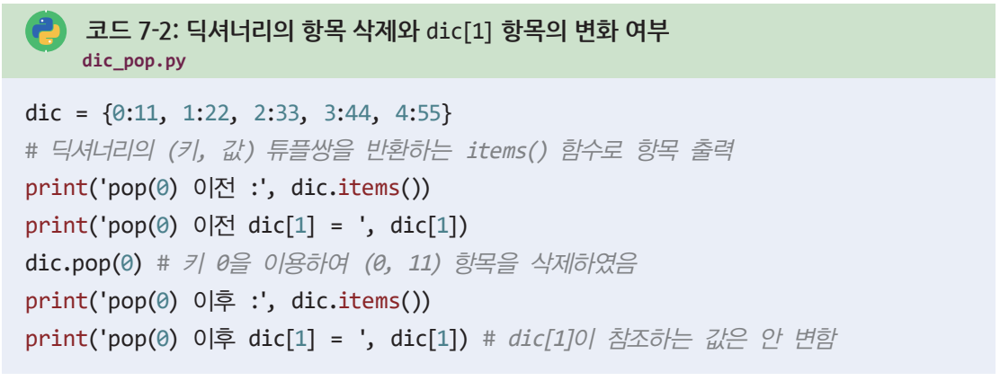 코드 7-2: 딕셔너리의 항목 삭제와 dic[1] 항목의 변화 여부
dic_pop.py
dic = {0:11, 1:22, 2:33, 3:44, 4:55}
# 딕셔너리의 (키, 값) 튜플쌍을 반환하는 items() 함수로 항목 출력
print('pop(0) 이전 :', dic.items())
print('pop(0) 이전 dic[1] = ', dic[1])
dic.pop(0) # 키 0을 이용하여 (0, 11) 항목을 삭제하였음
print('pop(0) 이후 :', dic.items())
print('pop(0) 이후 dic[1] = ', dic[1]) # dic[1]이 참조하는 값은 안 변함